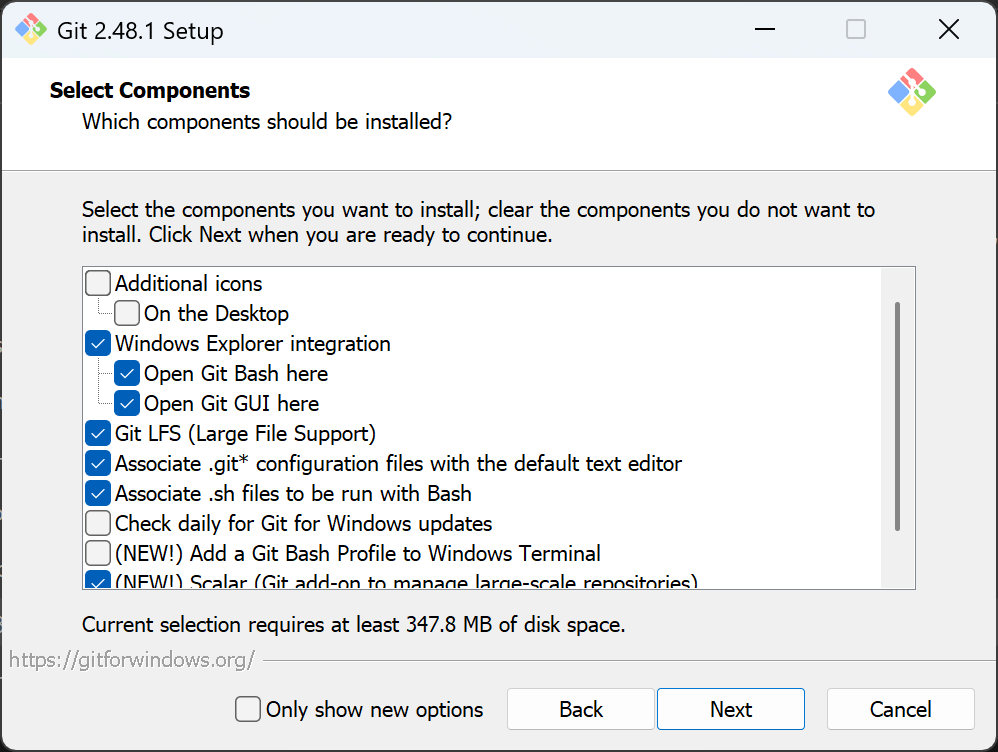 Git 2.48.1 Setup
Select Components
Which components should be installed?
Select the components you want to install; clear the components you do not want to
install. Click Next when you are ready to continue.
Additional icons
On the Desktop
Windows Explorer integration
Open Git Bash here
Open Git GUI here
Git LFS (Large File Support)
Associate .git* configuration files with the default text editor
Associate .sh files to be run with Bash
Check daily for Git for Windows updates
(NEW!) Add a Git Bash Profile to Windows Terminal
(NEW!) Scalar (Git add-on to manage large-scale repositories)
Current selection requires at least 347.8 MB of disk space.
https://gitforwindows.org/
Only show new options
Back
Next
Cancel